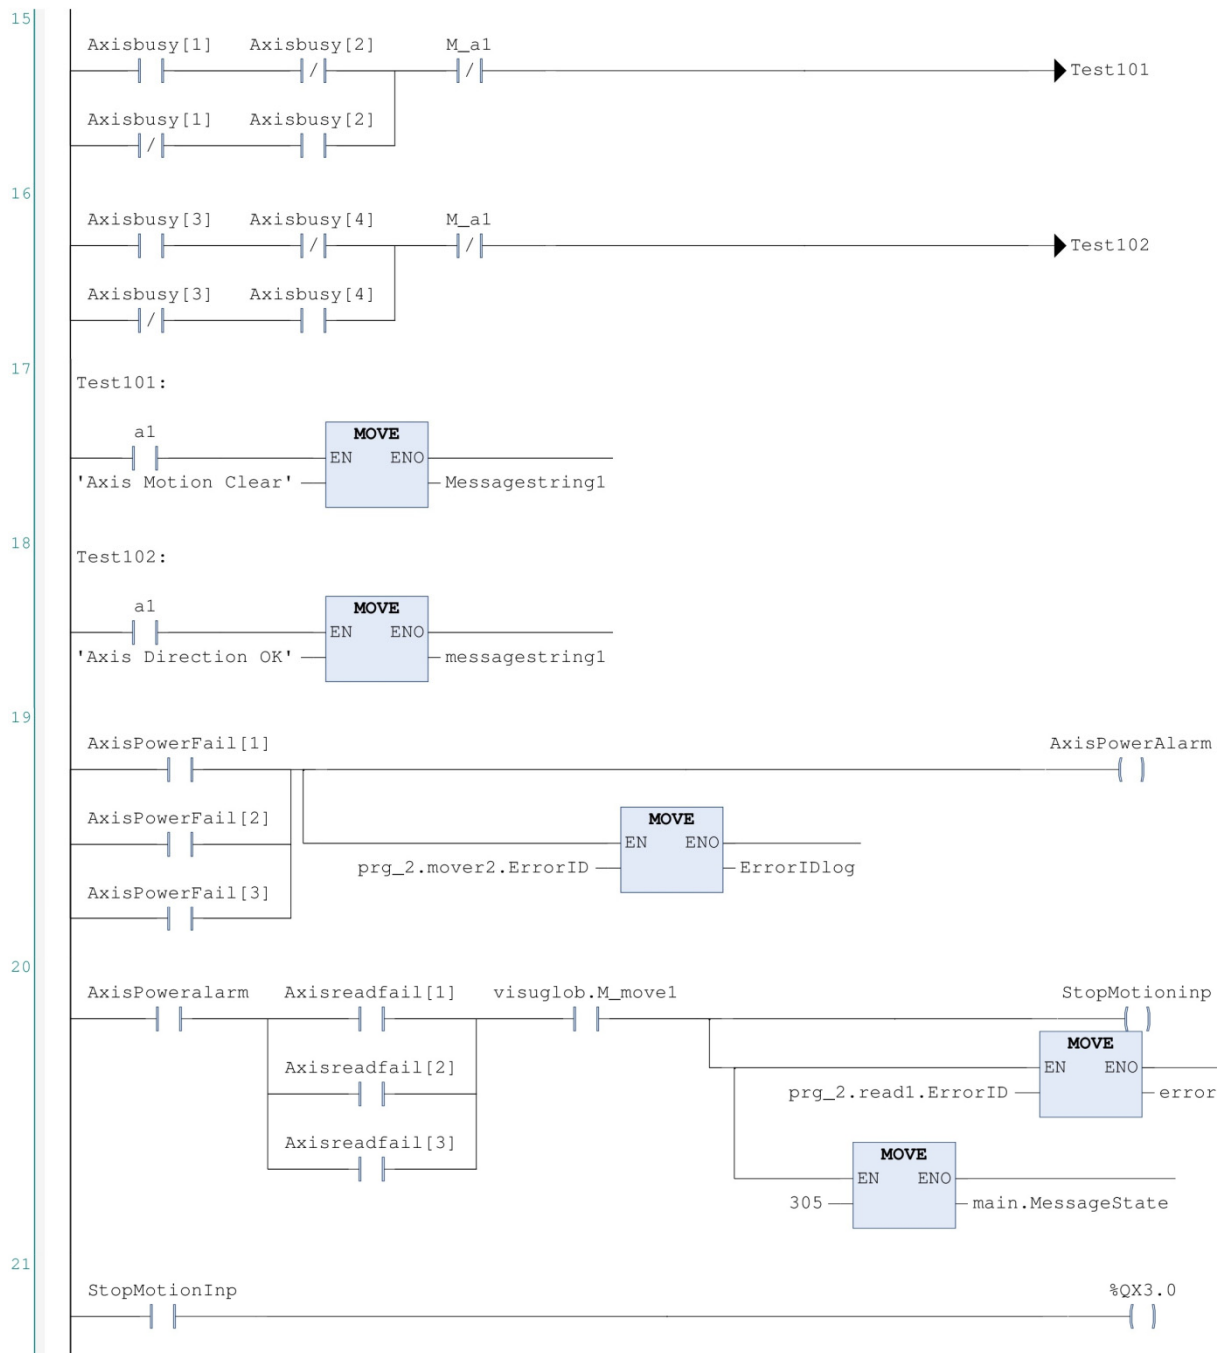 15
Axisbusy[1] Axisbusy[2] M_a1
Test101
Axisbusy[1] Axisbusy[2]
16
Axisbusy[3] Axisbusy[4] M_a1
Test102
Axisbusy[3] Axisbusy[4]
17
Test101:
a1
MOVE
EN ENO
'Axis Motion Clear' Messagestring1
18
Test102:
a1
MOVE
EN ENO
'Axis Direction OK' messagestring1
19
AxisPowerFail[1] AxisPowerAlarm
AxisPowerFail[2]
MOVE
EN ENO
prg_2.mover2.ErrorID ErrorIDlog
AxisPowerFail[3]
20
AxisPoweralarm Axisreadfail[1] visuglob.M_move1 StopMotioninp
MOVE
Axisreadfail[2] EN ENO
prg_2.read1.ErrorID error
Axisreadfail[3]
MOVE
EN ENO
305 main.MessageState
21
StopMotionInp %QX3.0